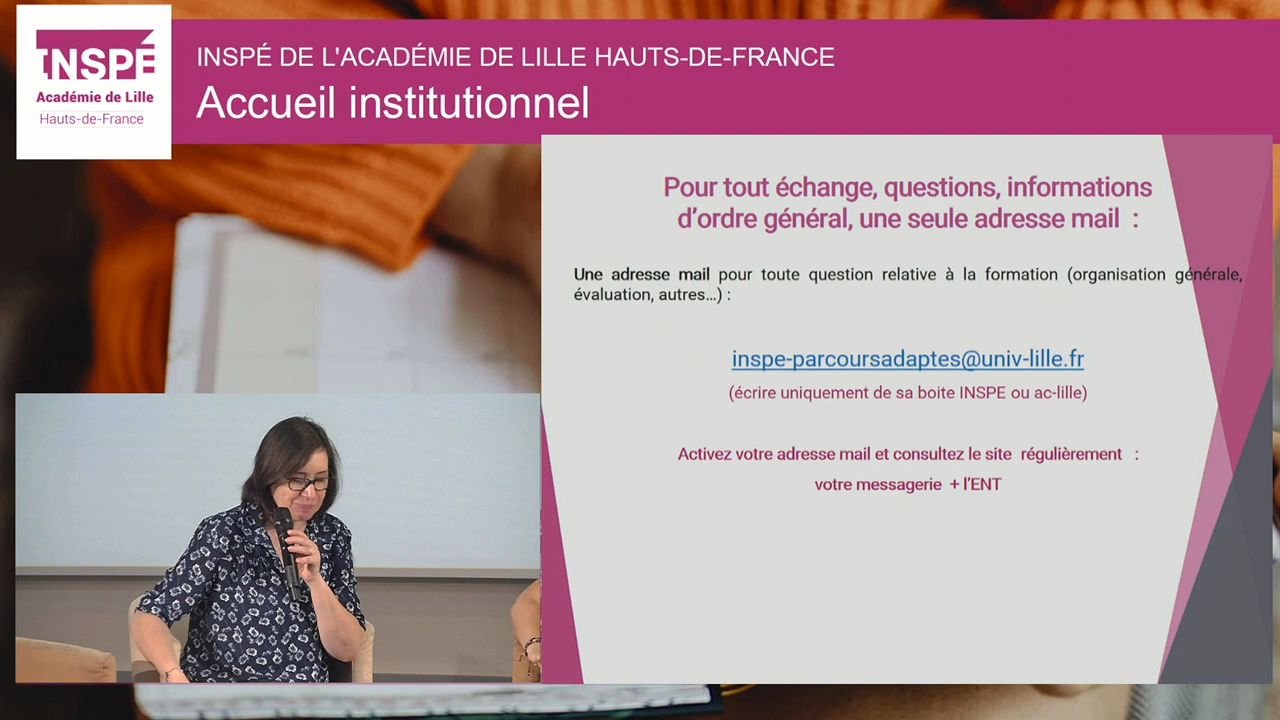 INSPÉ
Académie de Lille
Hauts-de-France
INSPÉ DE L'ACADÉMIE DE LILLE HAUTS-DE-FRANCE
Accueil institutionnel
Pour tout échange, questions, informations
d’ordre général, une seule adresse mail :
Une adresse mail pour toute question relative à la formation (organisation générale,
évaluation, autres…) :
inspe-parcoursadaptes@univ-lille.fr
(écrire uniquement de sa boite INSPE ou ac-lille)
Activez votre adresse mail et consultez le site régulièrement :
votre messagerie + l’ENT